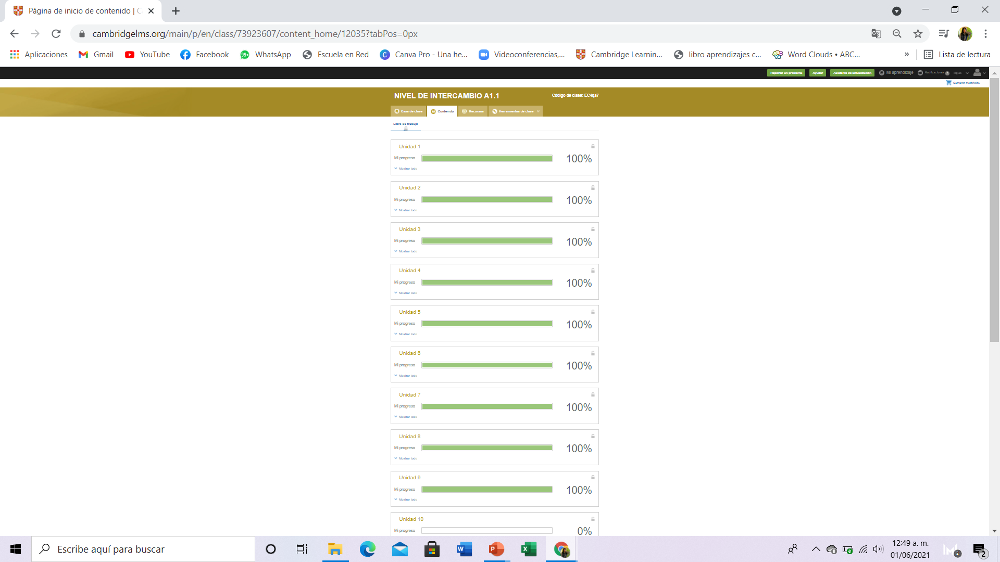 Página de inicio de contenido | C
cambridgelms.org/main/p/en/class/73923607/content_home/12035?tabPos=0px
Aplicaciones Gmail YouTube Facebook 99+ WhatsApp Escuela en Red Canva Pro - Una he... Videoconferencias,... Cambridge Learnin... libro aprendizajes c... Word Clouds • ABC... » Lista de lectura
Reportar un problema Ayudar Asistente de actualización Mi aprendizaje Notificaciones Inglés
Comprar materiales
NIVEL DE INTERCAMBIO A1.1 Código de clase: EC4qa7
Casa de clase Contenido Recursos Herramientas de clase
Libro de trabajo
Unidad 1
Mi progreso 100%
Mostrar todo
Unidad 2
Mi progreso 100%
Mostrar todo
Unidad 3
Mi progreso 100%
Mostrar todo
Unidad 4
Mi progreso 100%
Mostrar todo
Unidad 5
Mi progreso 100%
Mostrar todo
Unidad 6
Mi progreso 100%
Mostrar todo
Unidad 7
Mi progreso 100%
Mostrar todo
Unidad 8
Mi progreso 100%
Mostrar todo
Unidad 9
Mi progreso 100%
Mostrar todo
Unidad 10
Mi progreso 0%
Escribe aquí para buscar
12:49 a. m.
01/06/2021
2
2